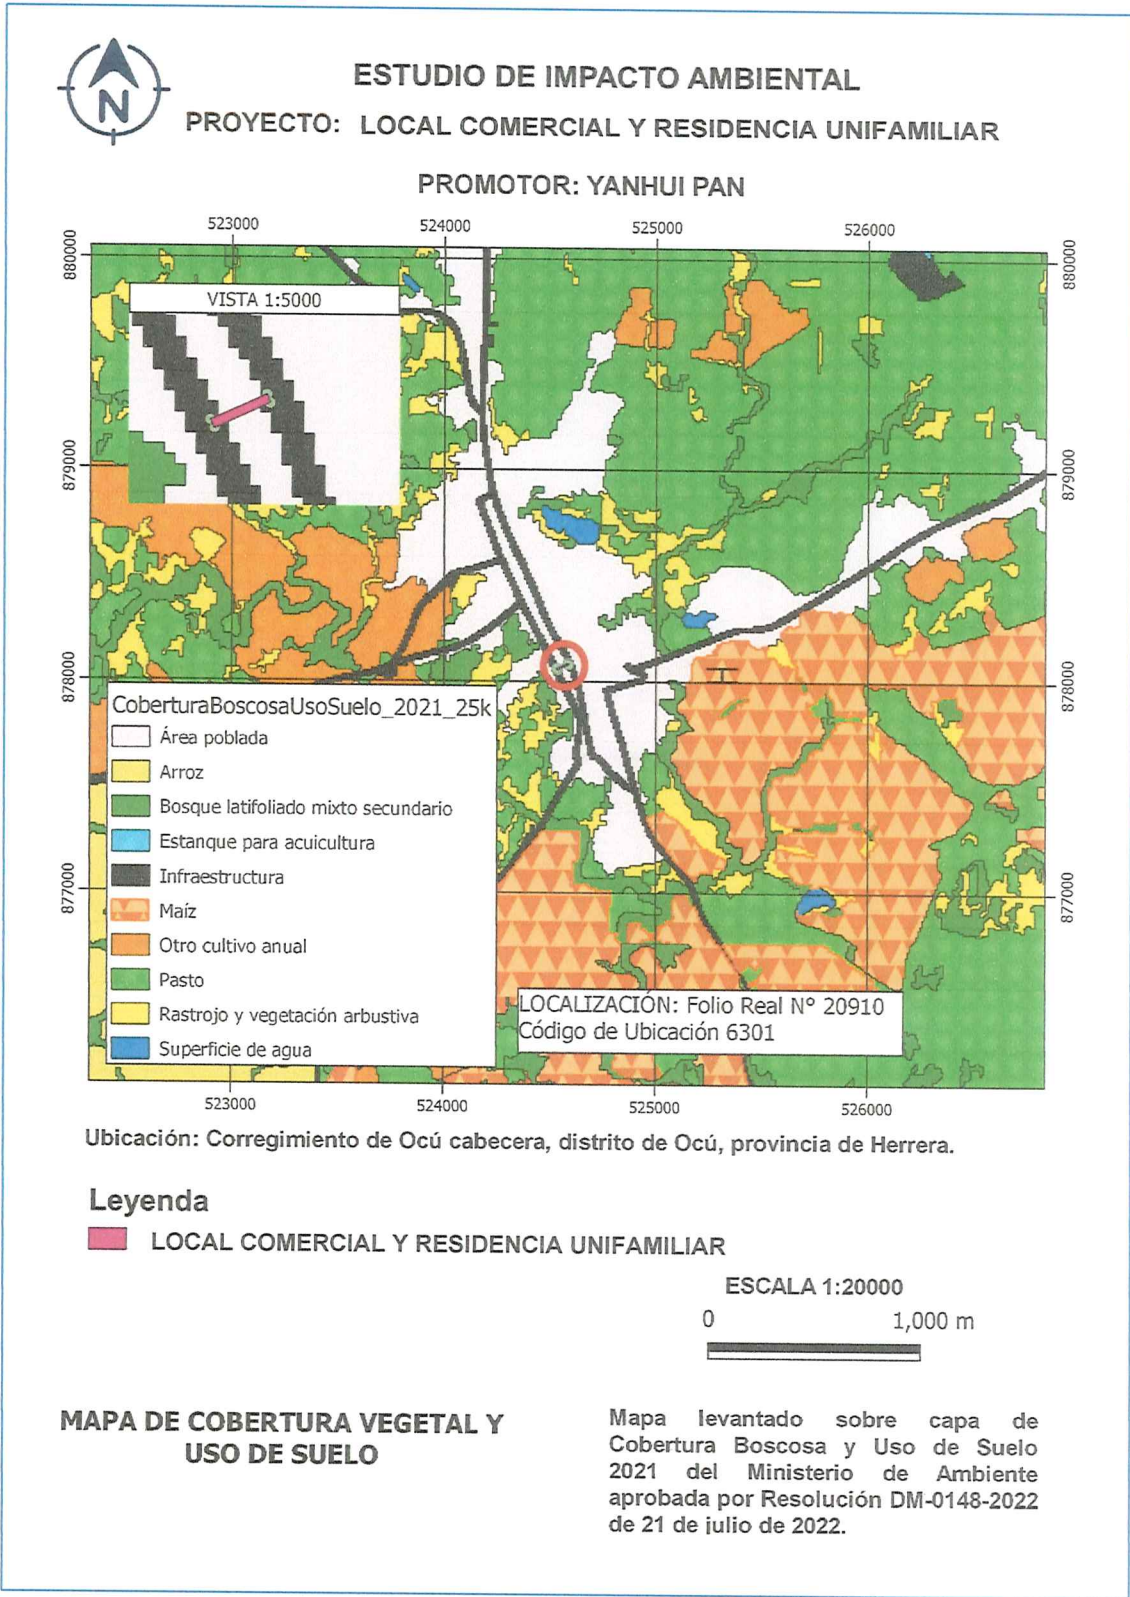 N
ESTUDIO DE IMPACTO AMBIENTAL
PROYECTO: LOCAL COMERCIAL Y RESIDENCIA UNIFAMILIAR
PROMOTOR: YANHUI PAN
523000
524000
525000
526000
880000
880000
VISTA 1:5000
879000
879000
878000
878000
CoberturaBoscosaUsoSuelo_2021_25k
Área poblada
Arroz
Bosque latifoliado mixto secundario
Estanque para acuicultura
Infraestructura
Maíz
Otro cultivo anual
Pasto
Rastrojo y vegetación arbustiva
Superficie de agua
877000
877000
LOCALIZACIÓN: Folio Real N° 20910
Código de Ubicación 6301
523000
524000
525000
526000
Ubicación: Corregimiento de Ocú cabecera, distrito de Ocú, provincia de Herrera.
Leyenda
LOCAL COMERCIAL Y RESIDENCIA UNIFAMILIAR
ESCALA 1:20000
0
1,000 m
MAPA DE COBERTURA VEGETAL Y
USO DE SUELO
Mapa levantado sobre capa de
Cobertura Boscosa y Uso de Suelo
2021 del Ministerio de Ambiente
aprobada por Resolución DM-0148-2022
de 21 de julio de 2022.